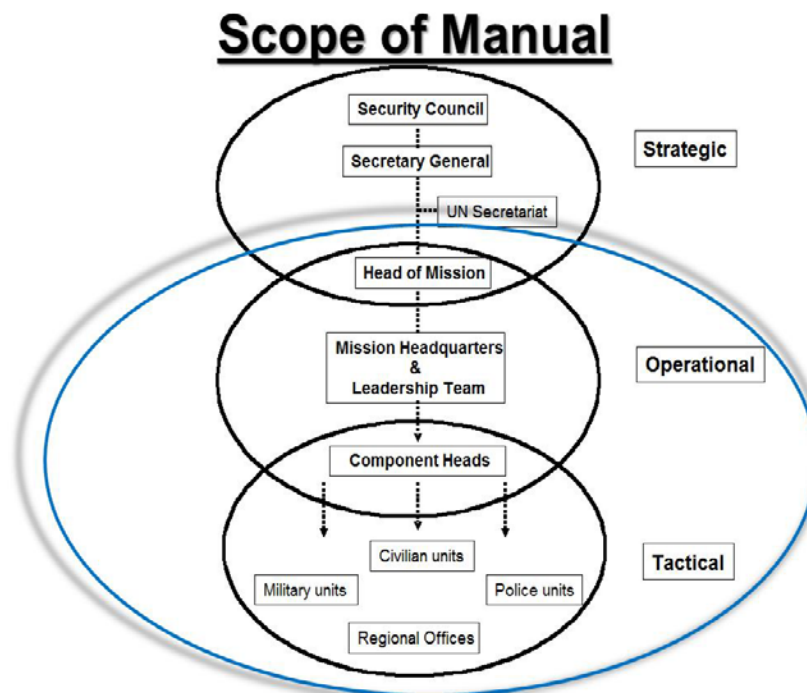 Scope of Manual
Security Council
Strategic
Secretary General
UN Secretariat
Head of Mission
Mission Headquarters
&
Leadership Team
Operational
Component Heads
Civilian units
Tactical
Military units
Police units
Regional Offices